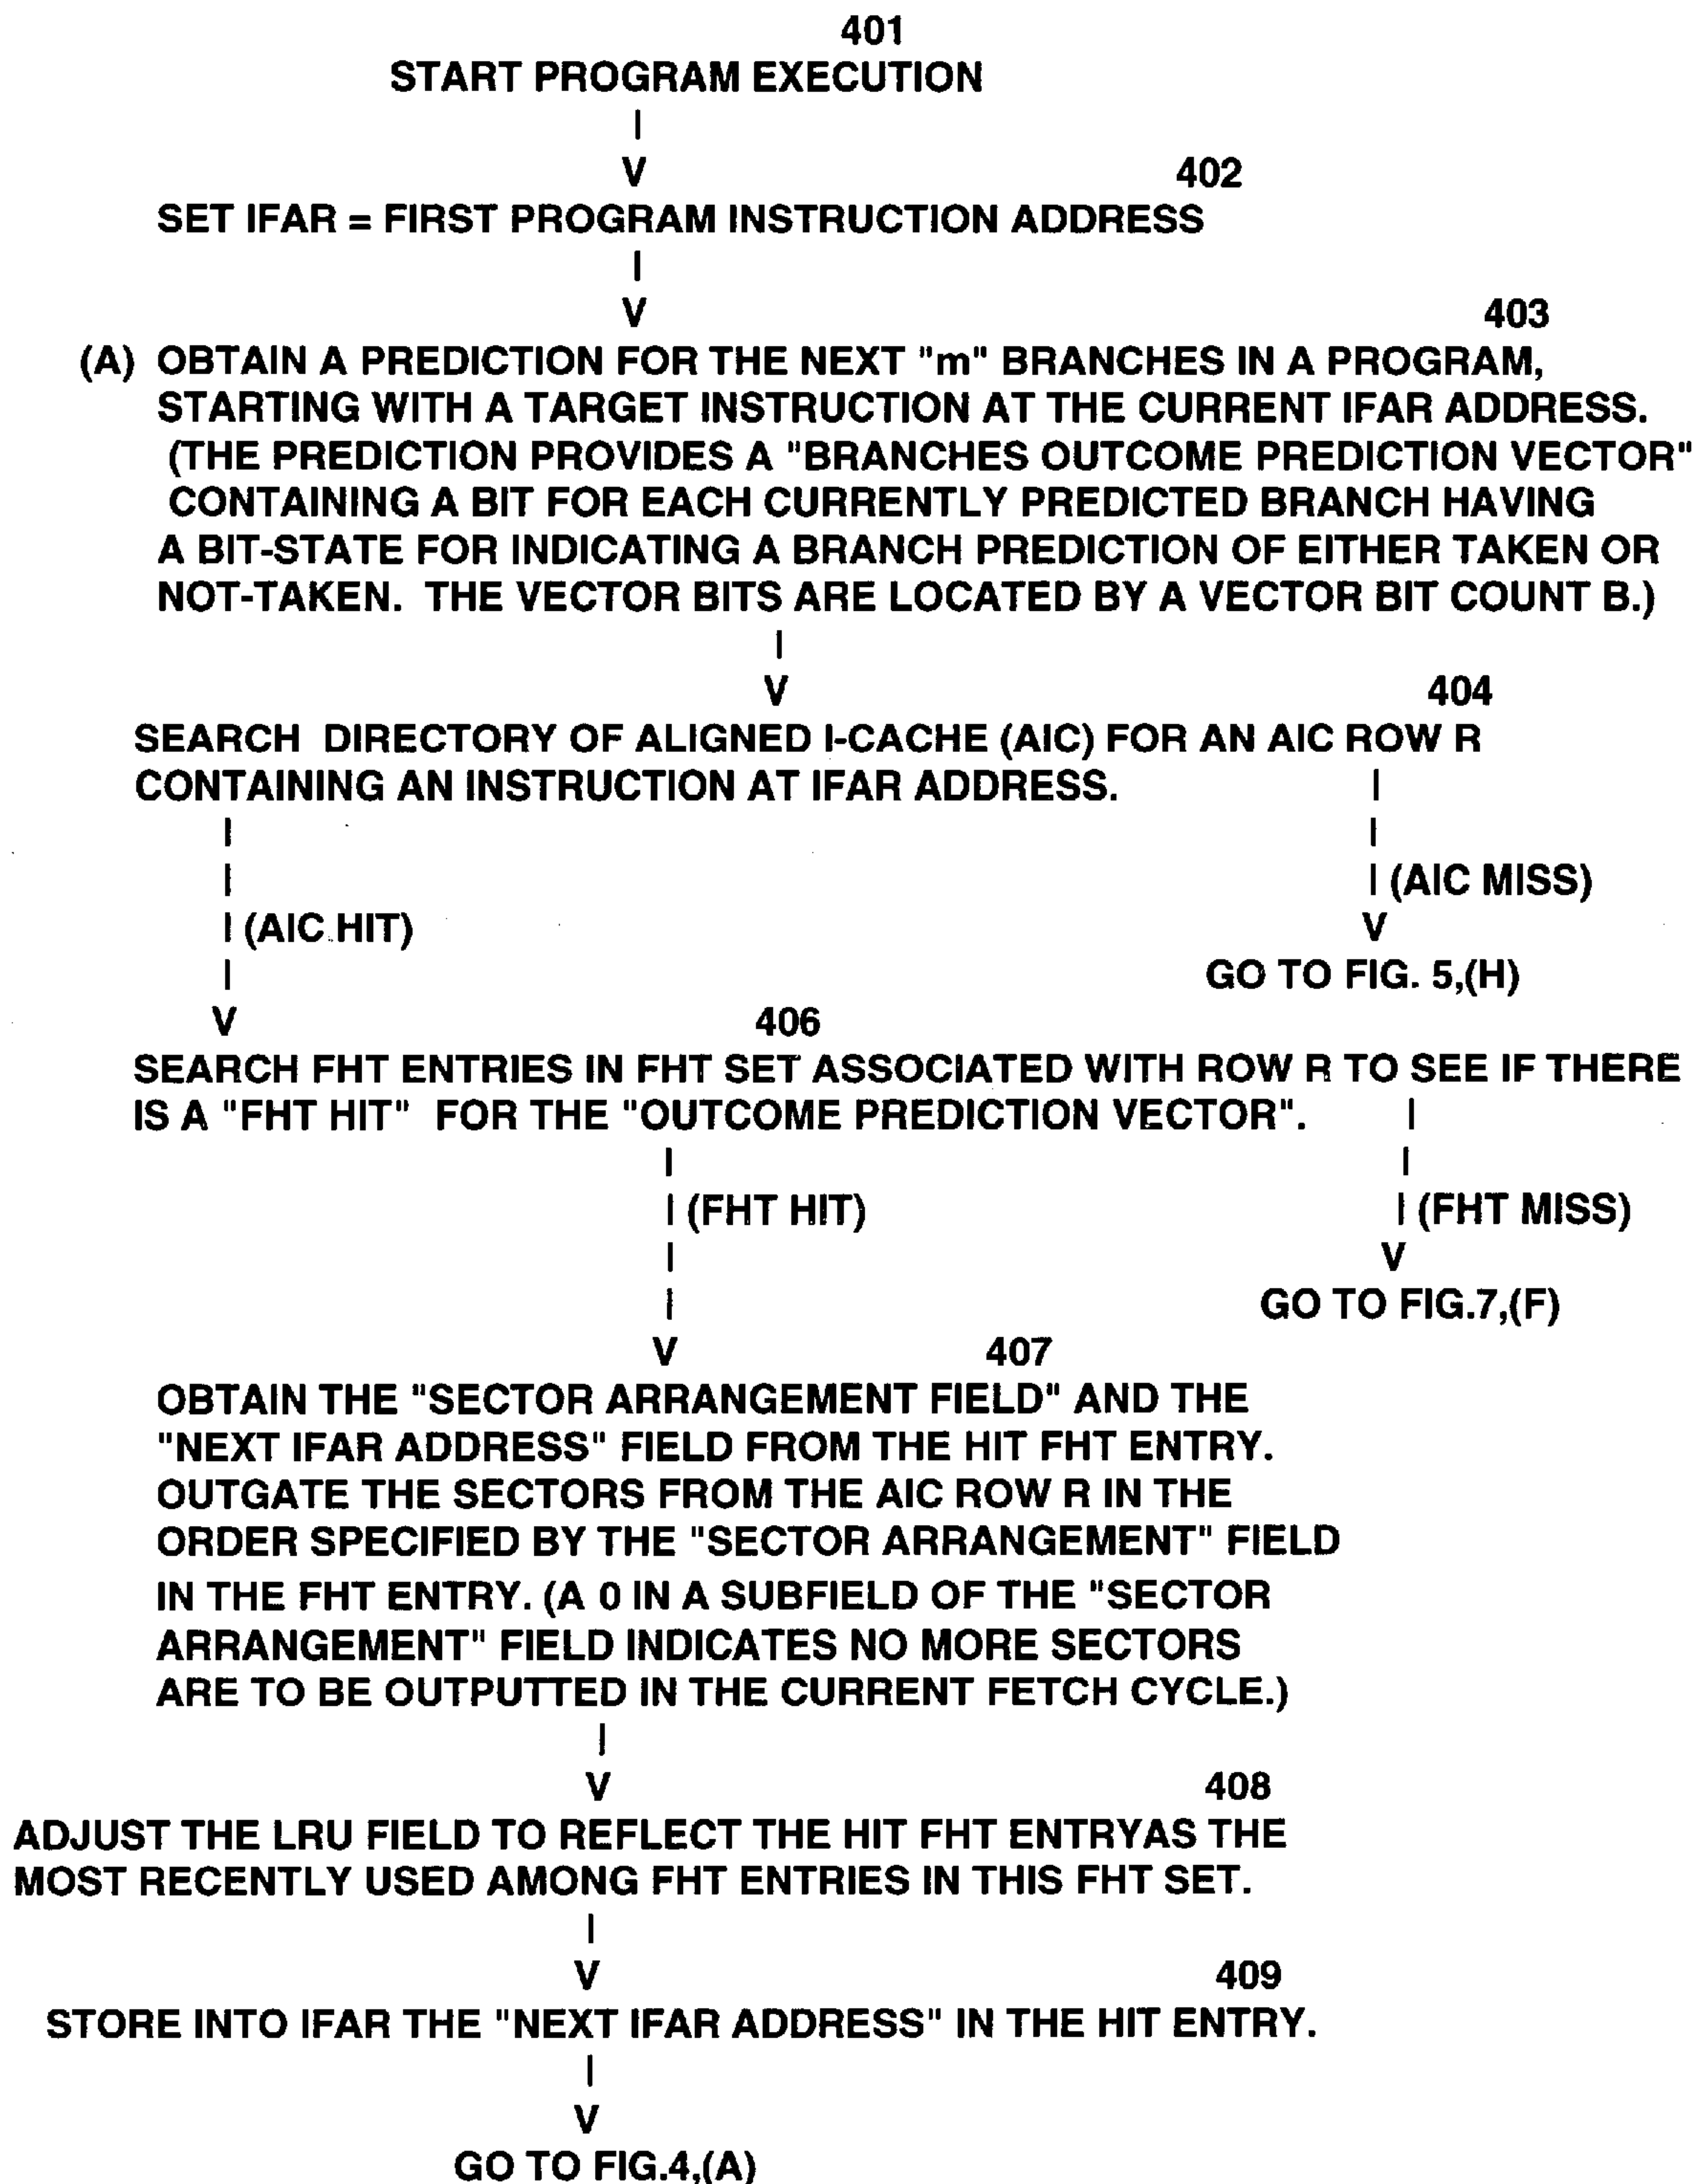 401
START PROGRAM EXECUTION
|
V
402
SET IFAR = FIRST PROGRAM INSTRUCTION ADDRESS
|
V
403
(A) OBTAIN A PREDICTION FOR THE NEXT "m" BRANCHES IN A PROGRAM,
STARTING WITH A TARGET INSTRUCTION AT THE CURRENT IFAR ADDRESS.
(THE PREDICTION PROVIDES A "BRANCHES OUTCOME PREDICTION VECTOR"
CONTAINING A BIT FOR EACH CURRENTLY PREDICTED BRANCH HAVING
A BIT-STATE FOR INDICATING A BRANCH PREDICTION OF EITHER TAKEN OR
NOT-TAKEN. THE VECTOR BITS ARE LOCATED BY A VECTOR BIT COUNT B.)
|
V
404
SEARCH DIRECTORY OF ALIGNED I-CACHE (AIC) FOR AN AIC ROW R
CONTAINING AN INSTRUCTION AT IFAR ADDRESS. |
| |
| | (AIC MISS)
| (AIC HIT) V
| GO TO FIG. 5,(H)
V 406
SEARCH FHT ENTRIES IN FHT SET ASSOCIATED WITH ROW R TO SEE IF THERE
IS A "FHT HIT" FOR THE "OUTCOME PREDICTION VECTOR". |
| |
| (FHT HIT) | (FHT MISS)
| V
| GO TO FIG.7,(F)
V 407
OBTAIN THE "SECTOR ARRANGEMENT FIELD" AND THE
"NEXT IFAR ADDRESS" FIELD FROM THE HIT FHT ENTRY.
OUTGATE THE SECTORS FROM THE AIC ROW R IN THE
ORDER SPECIFIED BY THE "SECTOR ARRANGEMENT" FIELD
IN THE FHT ENTRY. (A 0 IN A SUBFIELD OF THE "SECTOR
ARRANGEMENT" FIELD INDICATES NO MORE SECTORS
ARE TO BE OUTPUTTED IN THE CURRENT FETCH CYCLE.)
|
V 408
ADJUST THE LRU FIELD TO REFLECT THE HIT FHT ENTRYAS THE
MOST RECENTLY USED AMONG FHT ENTRIES IN THIS FHT SET.
|
V 409
STORE INTO IFAR THE "NEXT IFAR ADDRESS" IN THE HIT ENTRY.
|
V
GO TO FIG.4,(A)